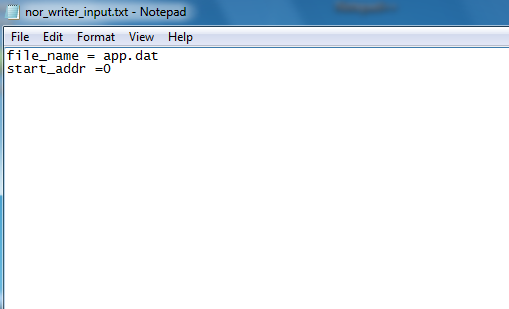 nor_writer_input.txt - Notepad
File Edit Format View Help
file_name = app.dat
start_addr =0